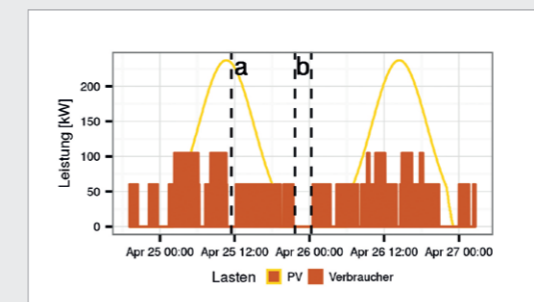 a
b
Leistung [kW]
200
150
100
50
0
Apr 25 00:00 Apr 25 12:00 Apr 26 00:00 Apr 26 12:00 Apr 27 00:00
Lasten PV Verbraucher